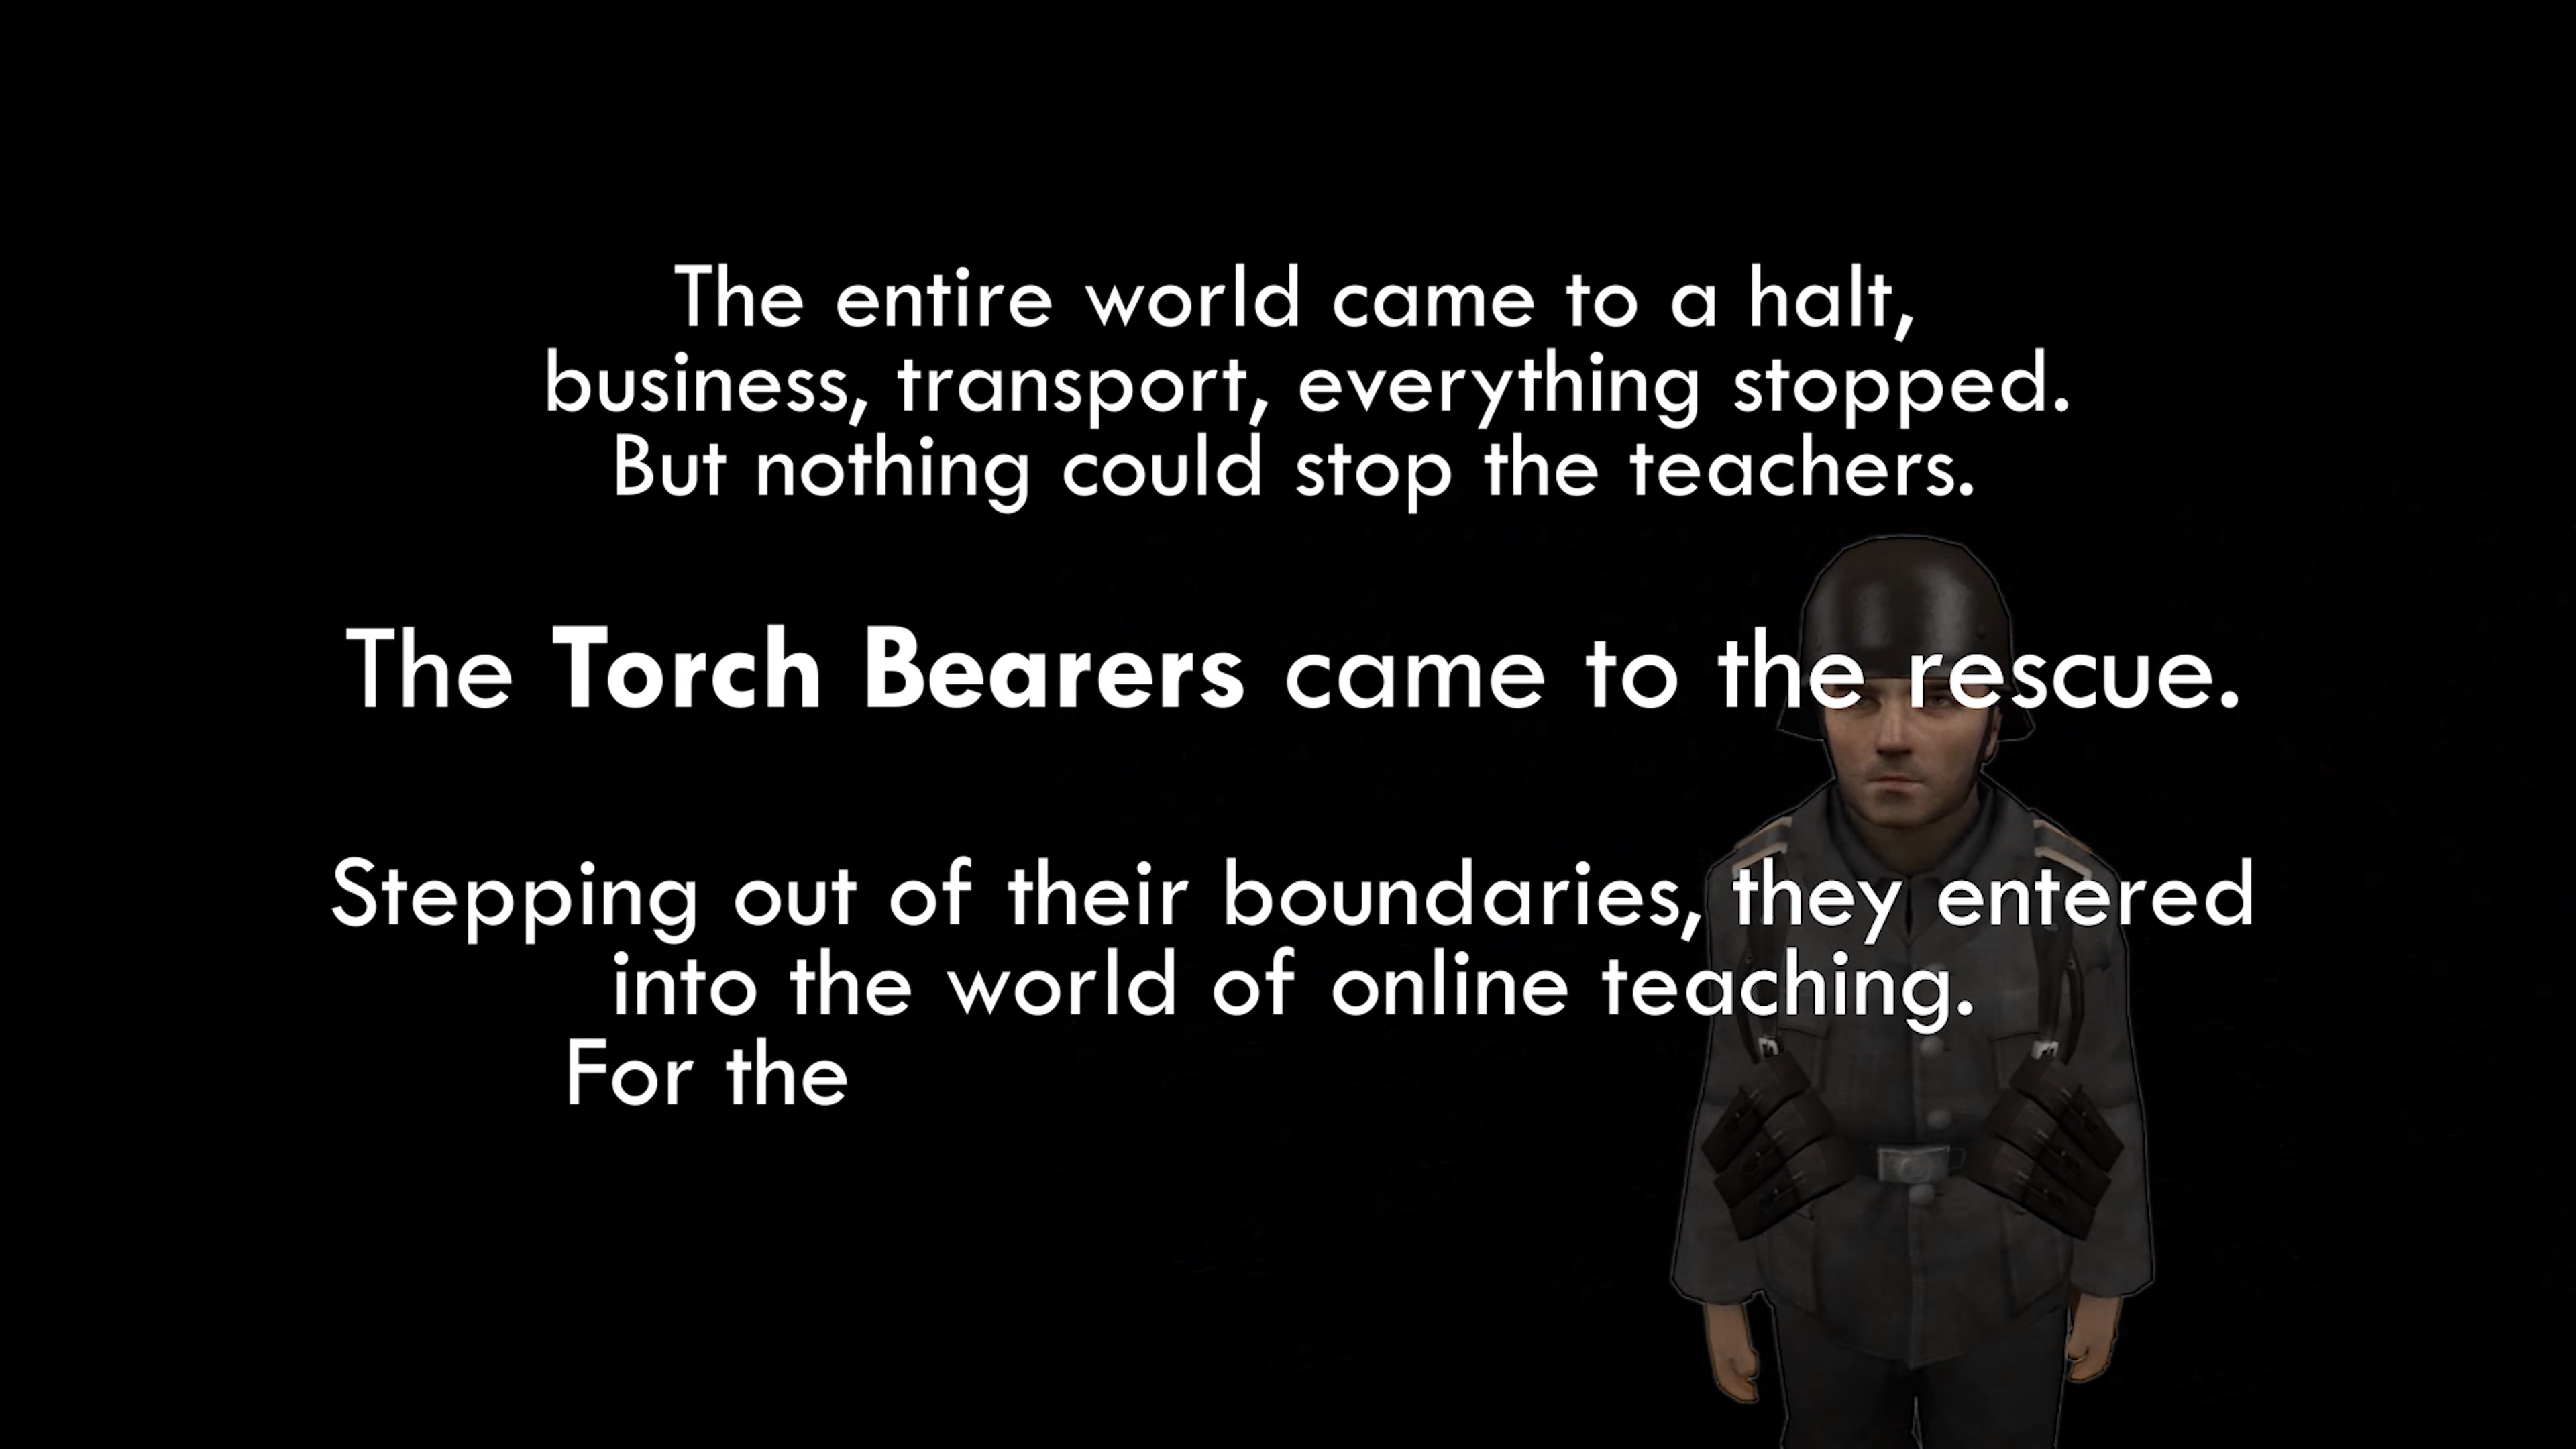 The entire world came to a halt,
business, transport, everything stopped.
But nothing could stop the teachers.
The Torch Bearers came to the rescue.
Stepping out of their boundaries, they entered
into the world of online teaching.
For the